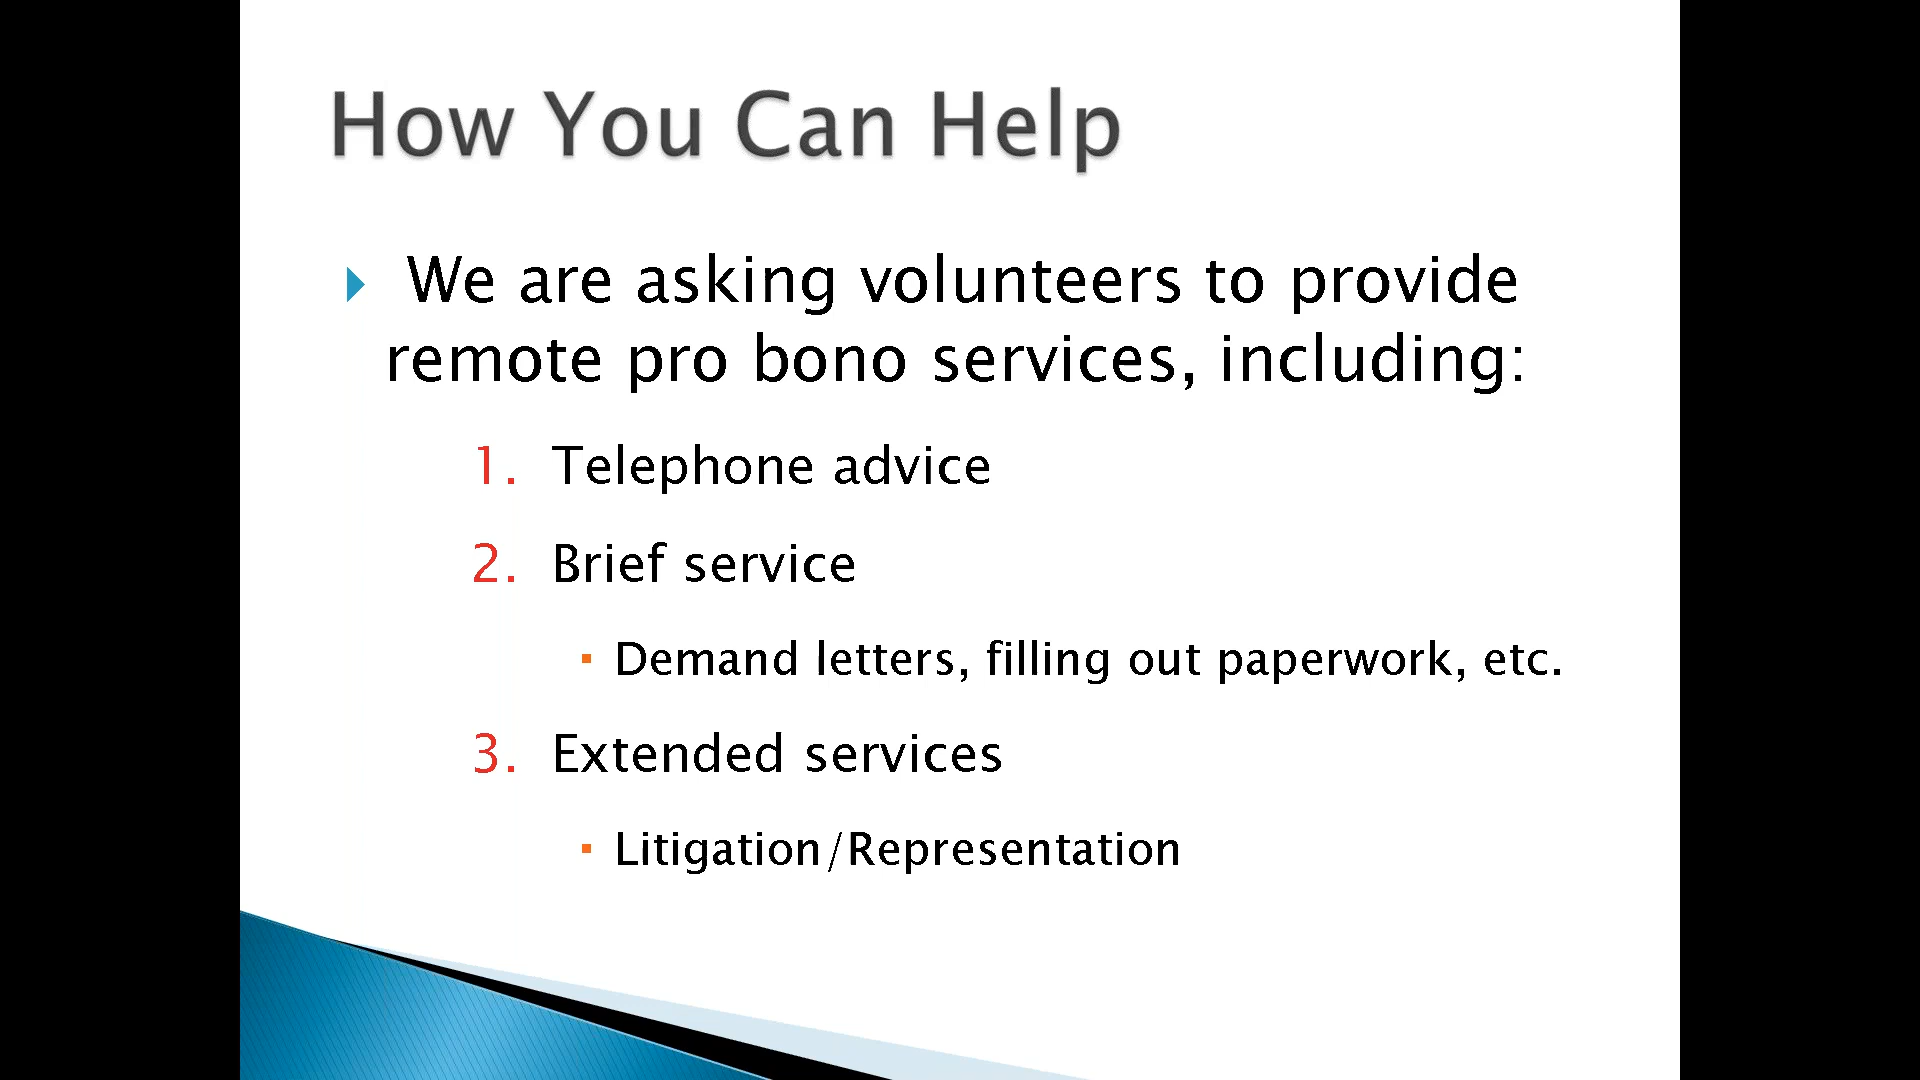 How You Can Help
We are asking volunteers to provide
remote pro bono services, including:
1. Telephone advice
2. Brief service
▪ Demand letters, filling out paperwork, etc.
3. Extended services
▪ Litigation/Representation